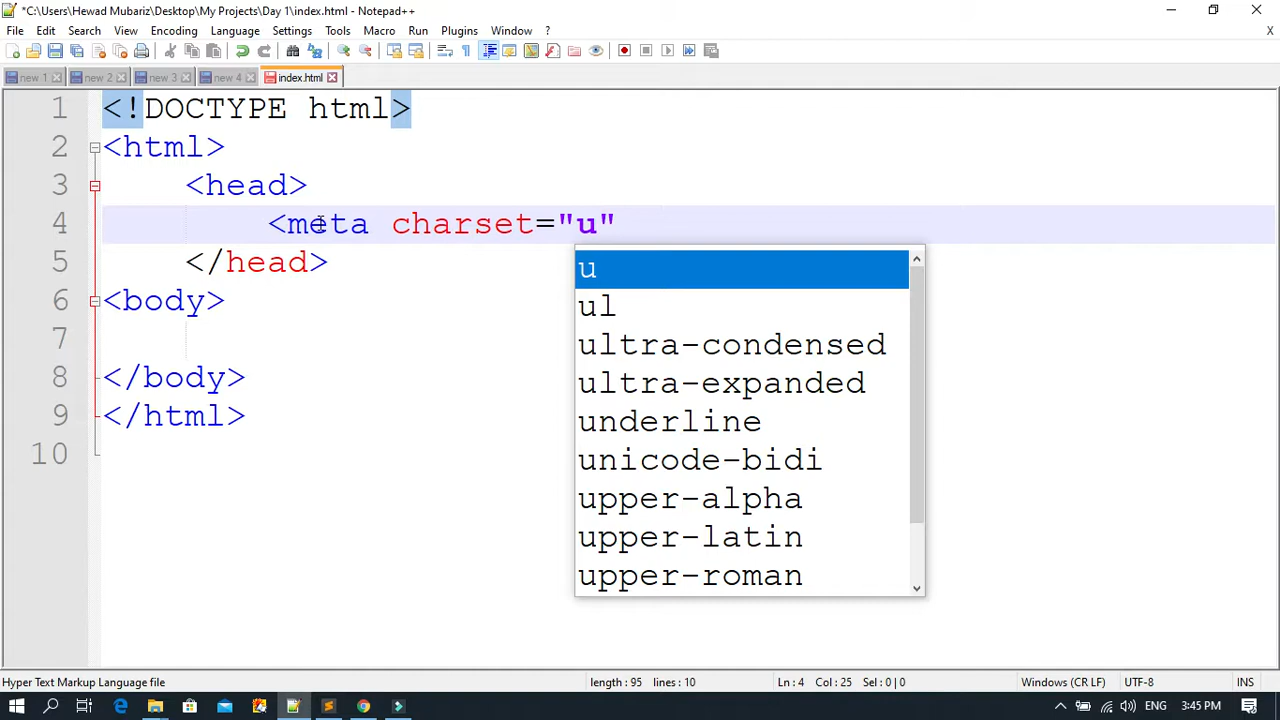 *C:\Users\Hewad Mubariz\Desktop\My Projects\Day 1\index.html - Notepad++
File Edit Search View Encoding Language Settings Tools Macro Run Plugins Window ? X
new 1 new 2 new 3 new 4 index.html
1 <!DOCTYPE html>
2 <html>
3 <head>
4 <meta charset="u"
5 </head>
6 <body>
7
8 </body>
9 </html>
10
u
ul
ultra-condensed
ultra-expanded
underline
unicode-bidi
upper-alpha
upper-latin
upper-roman
Hyper Text Markup Language file length : 95 lines : 10 Ln : 4 Col : 25 Sel : 0 | 0 Windows (CR LF) UTF-8 INS
ENG 3:45 PM